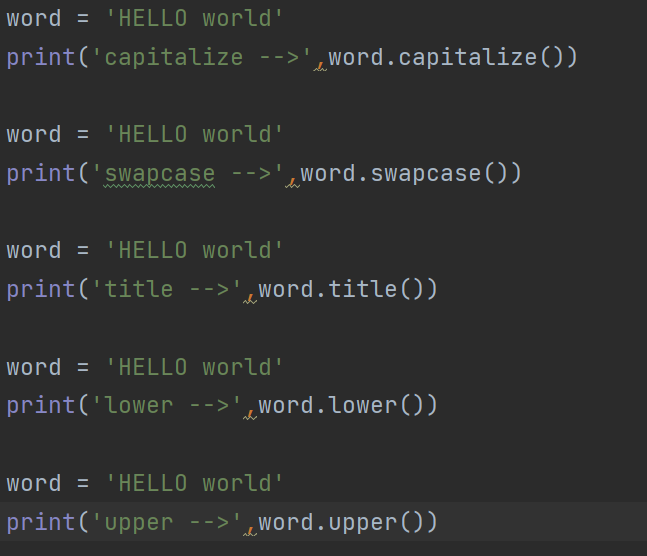 word = 'HELLO world'
print('capitalize -->',word.capitalize())
word = 'HELLO world'
print('swapcase -->',word.swapcase())
word = 'HELLO world'
print('title -->',word.title())
word = 'HELLO world'
print('lower -->',word.lower())
word = 'HELLO world'
print('upper -->',word.upper())